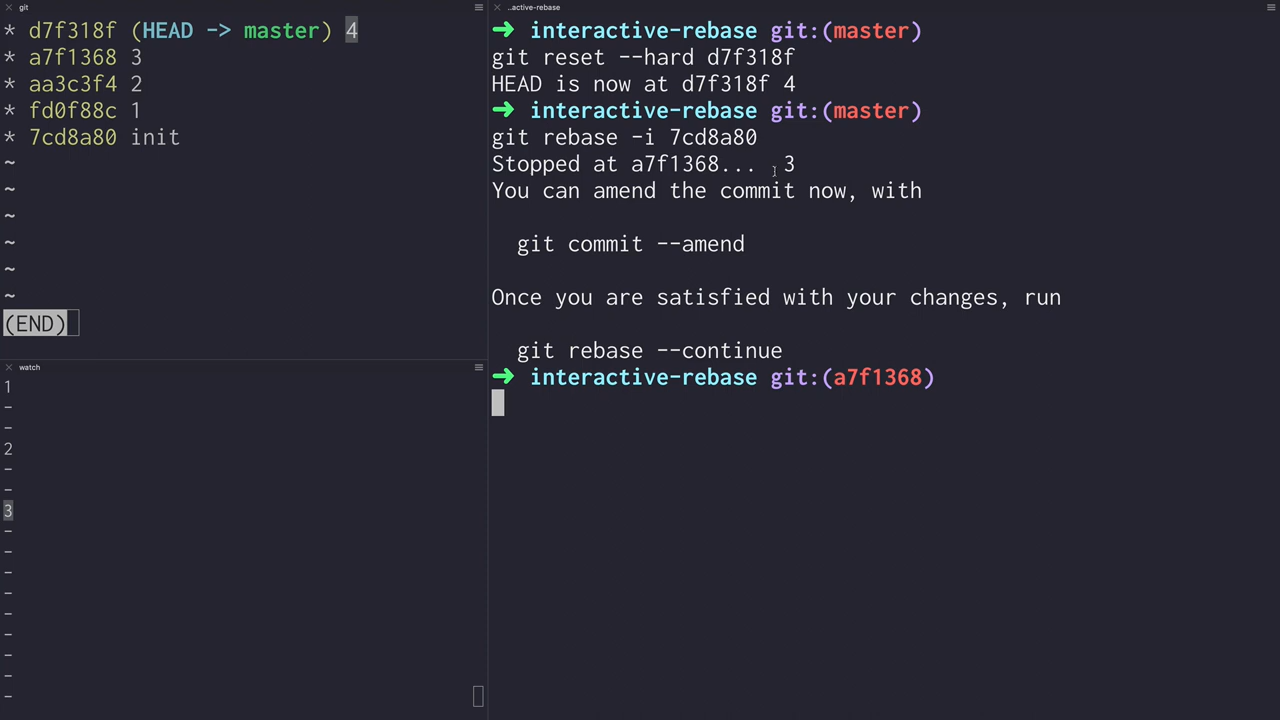 git
* d7f318f (HEAD -> master) 4
* a7f1368 3
* aa3c3f4 2
* fd0f88c 1
* 7cd8a80 init
~
~
~
~
~
~
(END)
watch
1
-
-
2
-
-
3
-
-
-
-
-
-
-
-
-
..active-rebase
➜ interactive-rebase git:(master)
git reset --hard d7f318f
HEAD is now at d7f318f 4
➜ interactive-rebase git:(master)
git rebase -i 7cd8a80
Stopped at a7f1368... 3
You can amend the commit now, with
git commit --amend
Once you are satisfied with your changes, run
git rebase --continue
➜ interactive-rebase git:(a7f1368)